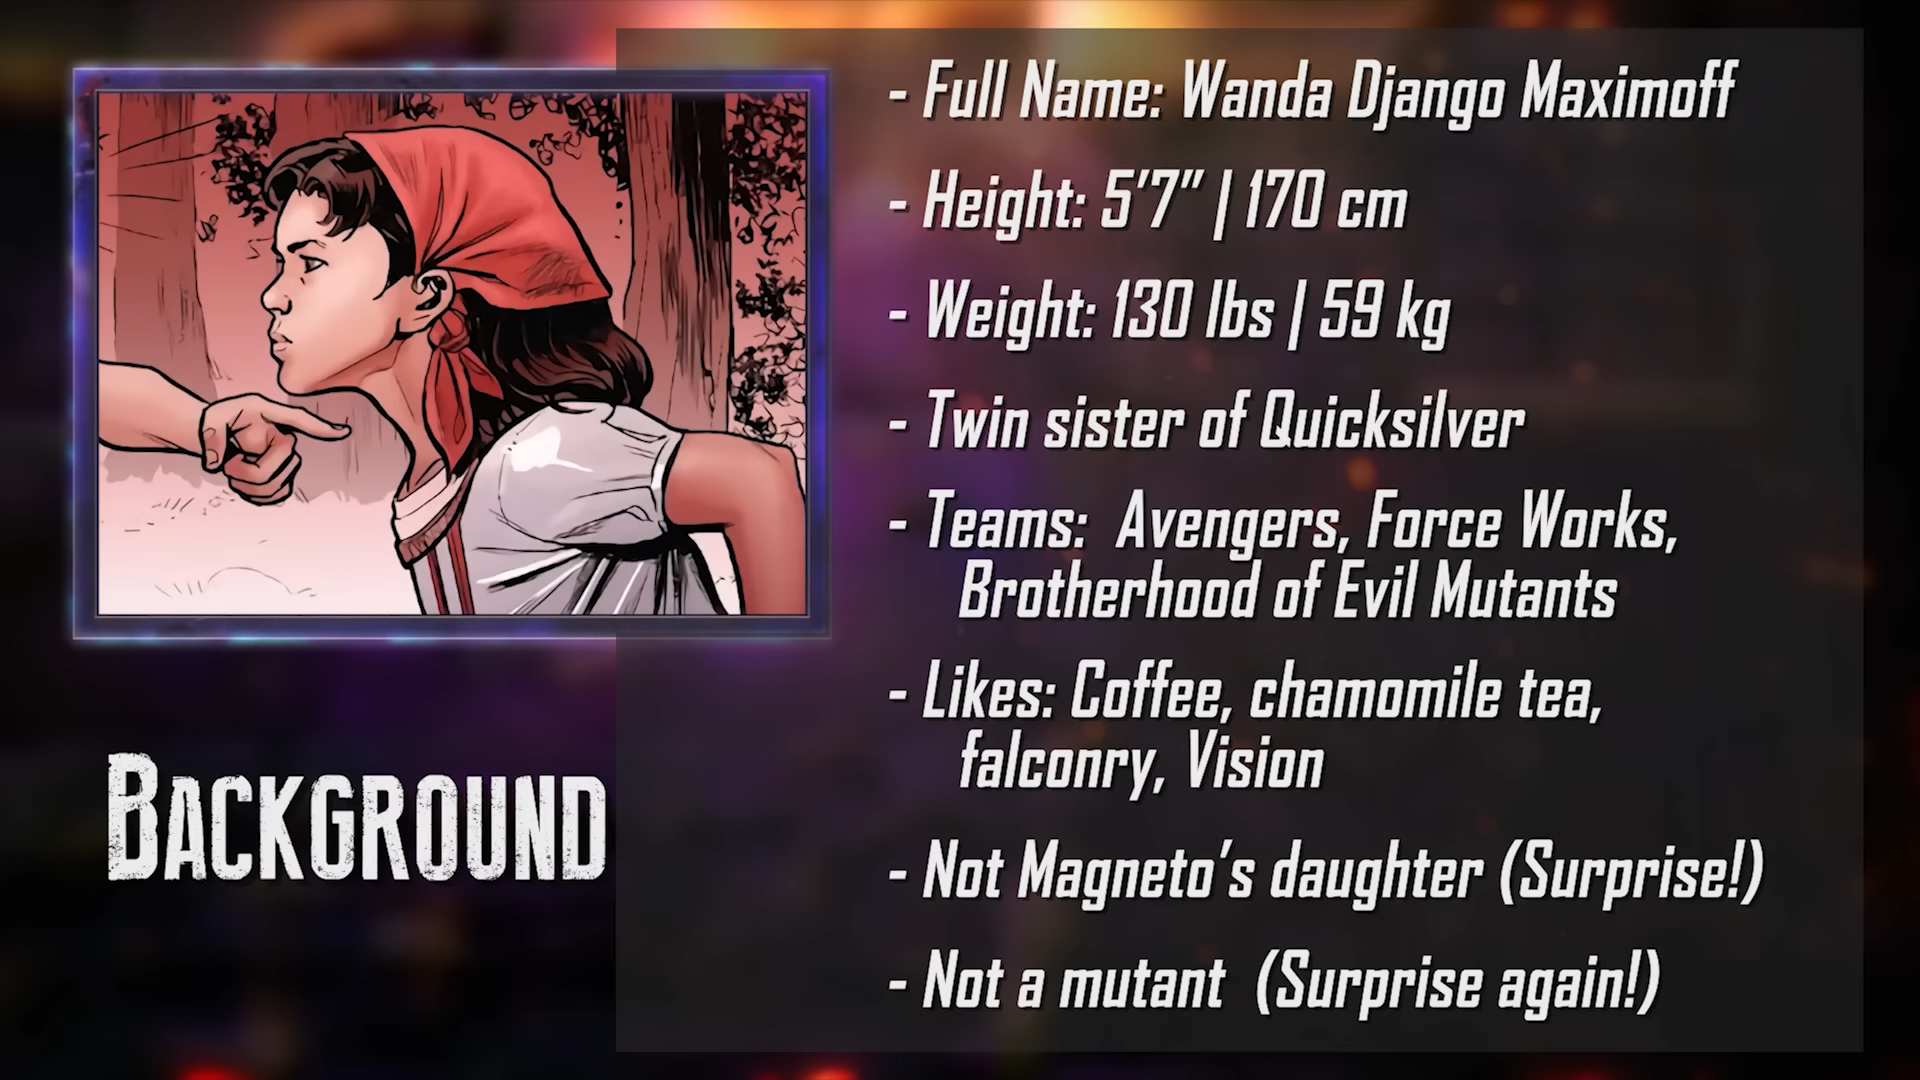 - Full Name: Wanda Django Maximoff
- Height: 5'7" | 170 cm
- Weight: 130 lbs | 59 kg
- Twin sister of Quicksilver
- Teams:  Avengers, Force Works,
Brotherhood of Evil Mutants
- Likes: Coffee, chamomile tea,
falconry, Vision
- Not Magneto's daughter (Surprise!)
- Not a mutant  (Surprise again!)
BACKGROUND